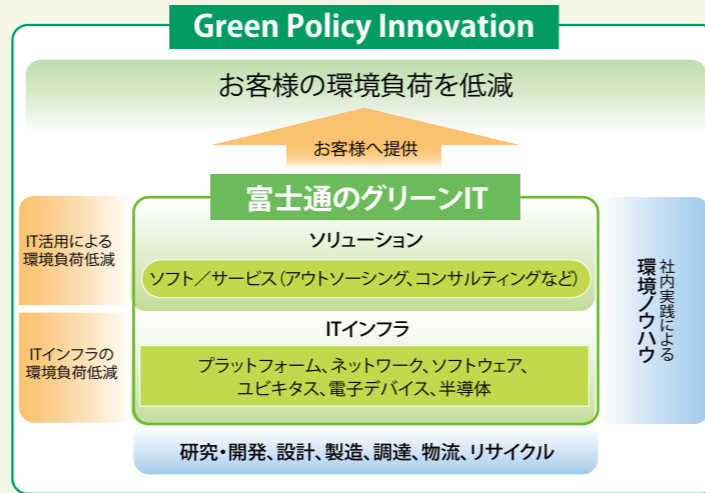 Green Policy Innovation
お客様の環境負荷を低減
お客様へ提供
富士通のグリーンIT
IT活用による
環境負荷低減
ソリューション
ソフト／サービス（アウトソーシング、コンサルティングなど）
ITインフラの
環境負荷低減
ITインフラ
プラットフォーム、ネットワーク、ソフトウェア、
ユビキタス、電子デバイス、半導体
社内実践による
環境ノウハウ
研究・開発、設計、製造、調達、物流、リサイクル